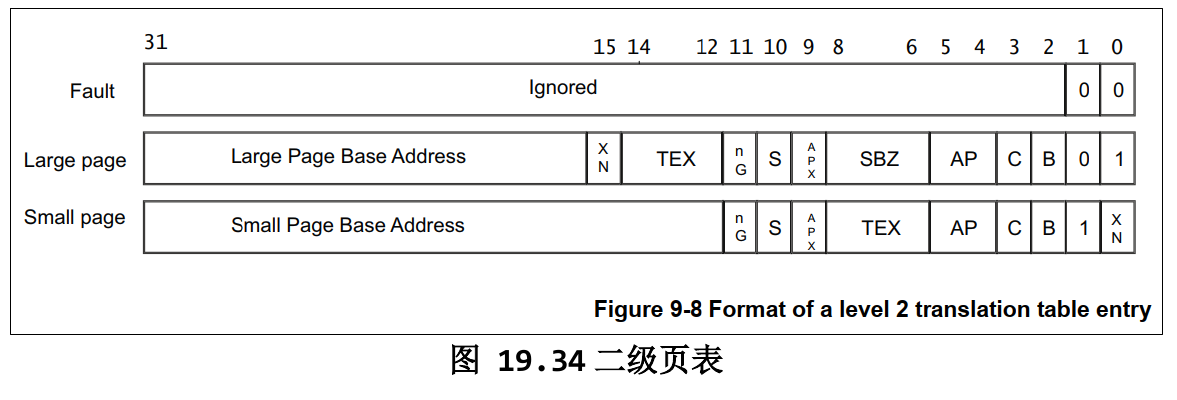 31 15 14 12 11 10 9 8 6 5 4 3 2 1 0
Fault Ignored 0 0
Large page Large Page Base Address XN TEX nG S APX SBZ AP C B 0 1
Small page Small Page Base Address nG S APX TEX AP C B 1 XN
Figure 9-8 Format of a level 2 translation table entry
图 19.34 二级页表